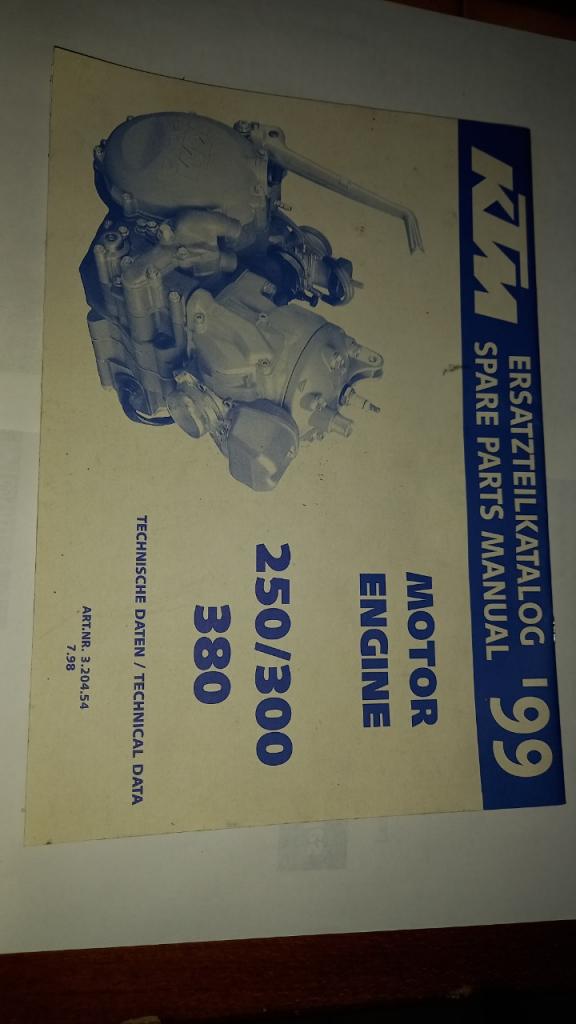 KTM
ERSATZTEILKATALOG
SPARE PARTS MANUAL
'99
MOTOR
ENGINE
250/300
380
TECHNISCHE DATEN / TECHNICAL DATA
ART.NR. 3.204.54
7.98